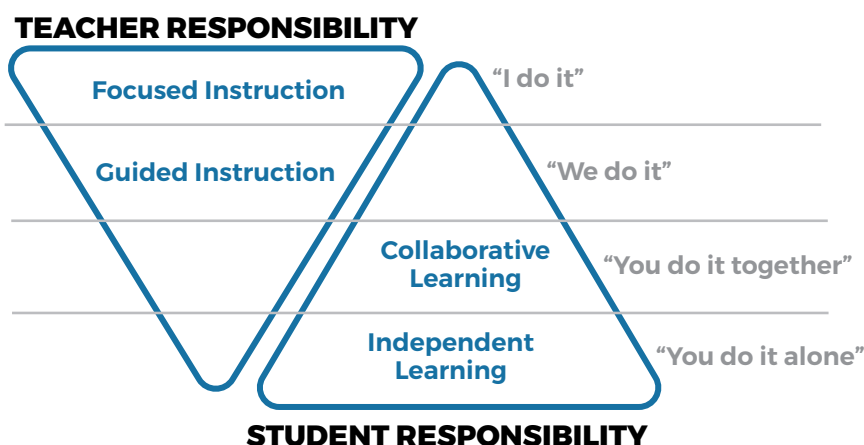 TEACHER RESPONSIBILITY
Focused Instruction
“I do it”
Guided Instruction
“We do it”
Collaborative
Learning
“You do it together”
Independent
Learning
“You do it alone”
STUDENT RESPONSIBILITY